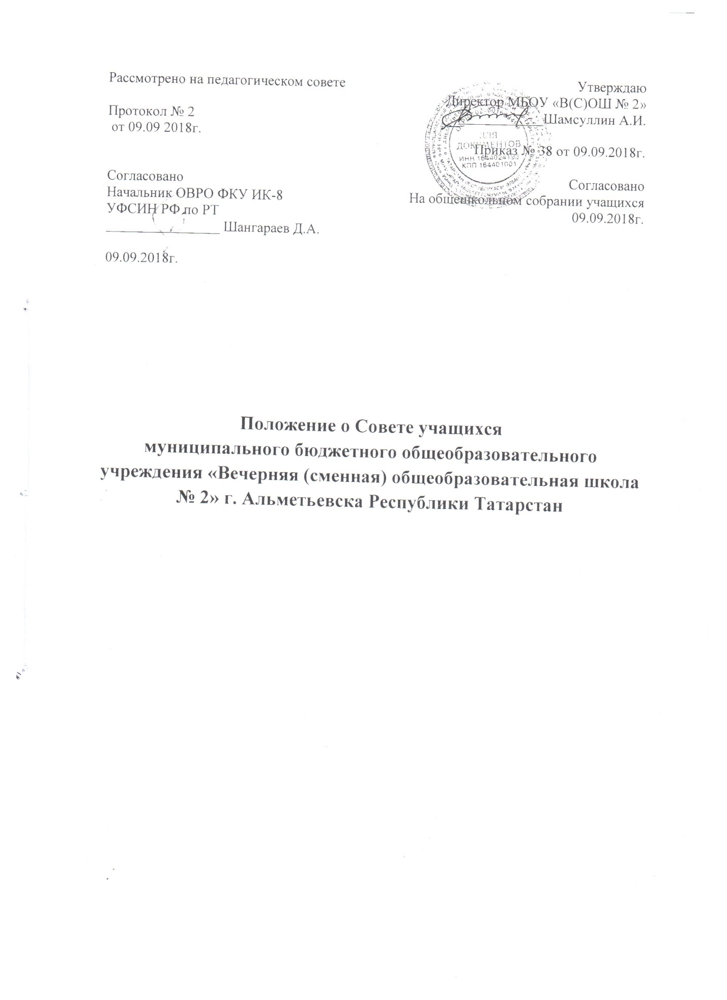 Рассмотрено на педагогическом совете
Протокол № 2
от 09.09 2018г.
Согласовано
Начальник ОВРО ФКУ ИК-8
УФСИН РФ по РТ
________________ Шангараев Д.А.
09.09.2018г.
Утверждаю
Директор МБОУ «В(С)ОШ № 2»
____________Шамсуллин А.И.
Приказ № 38 от 09.09.2018г.
Согласовано
На общешкольном собрании учащихся
09.09.2018г.
ДЛЯ
ДОКУМЕНТОВ
ИНН 1644024193
КПП 164401001
Положение о Совете учащихся
муниципального бюджетного общеобразовательного
учреждения «Вечерняя (сменная) общеобразовательная школа
№ 2» г. Альметьевска Республики Татарстан